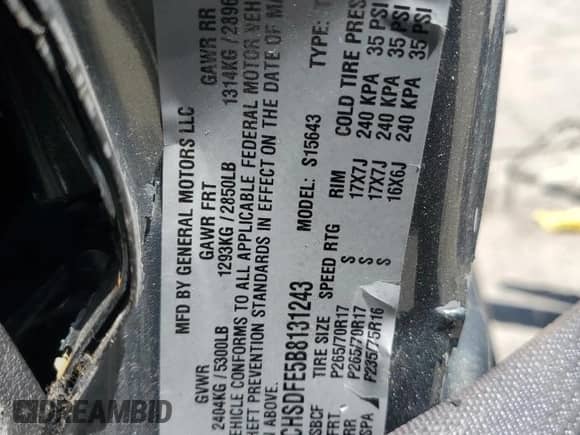 MFD BY GENERAL MOTORS LLC
GVWR GAWR FRT GAWR RR
2404KG / 5300LB 1293KG / 2850LB 1314KG / 2896
VEHICLE CONFORMS TO ALL APPLICABLE FEDERAL MOTOR VEH
THEFT PREVENTION STANDARDS IN EFFECT ON THE DATE OF MA
ABOVE.
CHSDFE5B8131243 MODEL: S15643 TYPE: T
TIRE SIZE SPEED RTG RIM COLD TIRE PRES
FRT P265/70R17 S 17X7J 240 KPA 35 PSI
RR P265/70R17 S 17X7J 240 KPA 35 PSI
SPA P235/75R16 S 16X6J 240 KPA 35 PSI